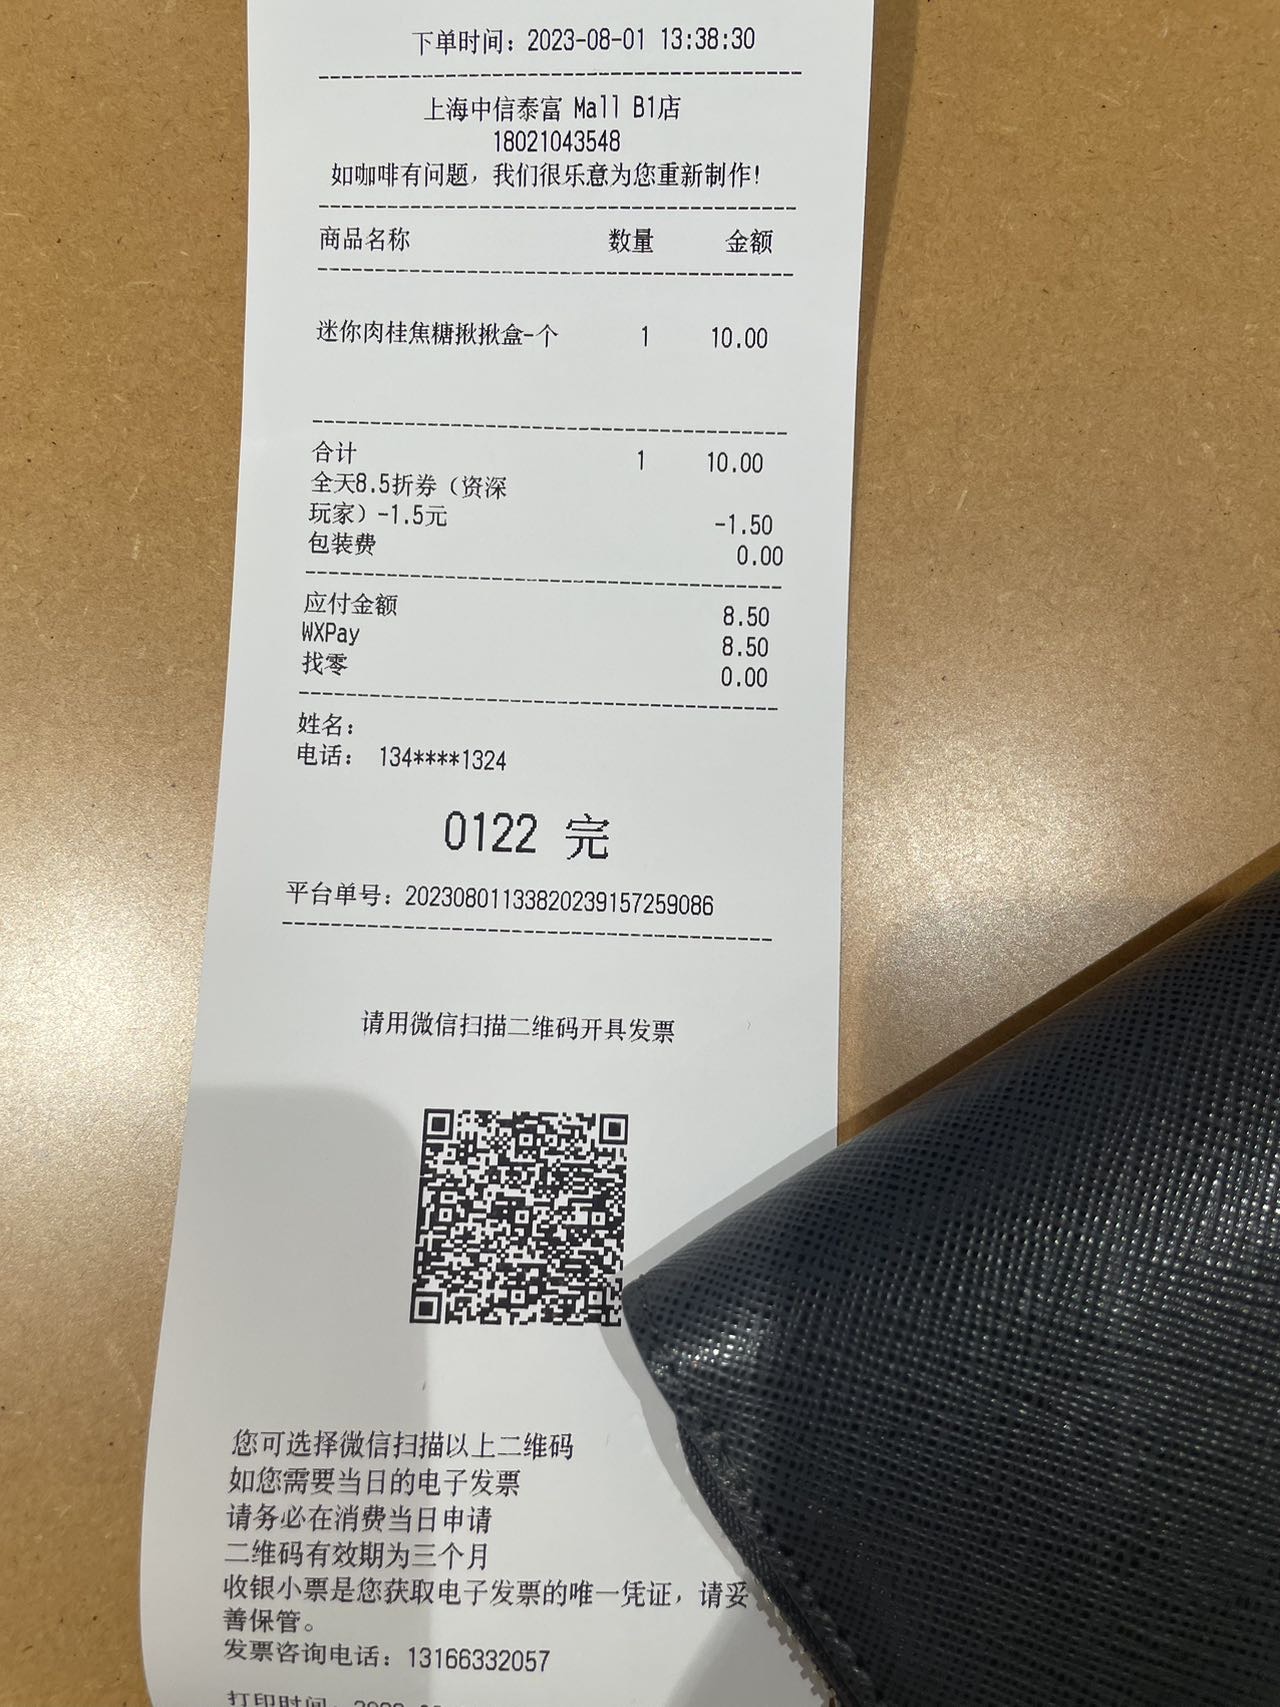 下单时间：2023-08-01 13:38:30
上海中信泰富 Mall B1店
18021043548
如咖啡有问题，我们很乐意为您重新制作!
商品名称 数量 金额
迷你肉桂焦糖揪揪盒-个 1 10.00
合计 1 10.00
全天8.5折券（资深
玩家）-1.5元 -1.50
包装费 0.00
应付金额 8.50
WXPay 8.50
找零 0.00
姓名：
电话： 134****1324
0122 完
平台单号：20230801133820239157259086
请用微信扫描二维码开具发票
您可选择微信扫描以上二维码
如您需要当日的电子发票
请务必在消费当日申请
二维码有效期为三个月
收银小票是您获取电子发票的唯一凭证，请妥
善保管。
发票咨询电话：13166332057
打印时间：